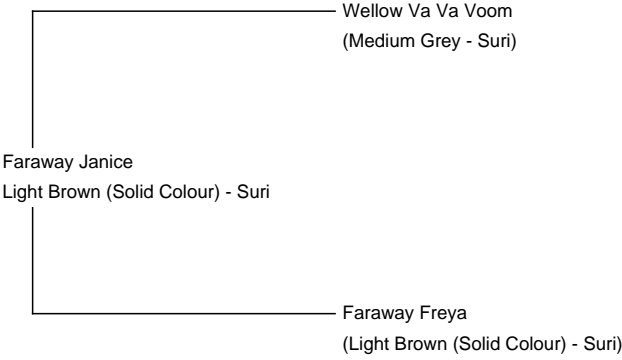 Wellow Va Va Voom
(Medium Grey - Suri)
Faraway Janice
Light Brown (Solid Colour) - Suri
Faraway Freya
(Light Brown (Solid Colour) - Suri)